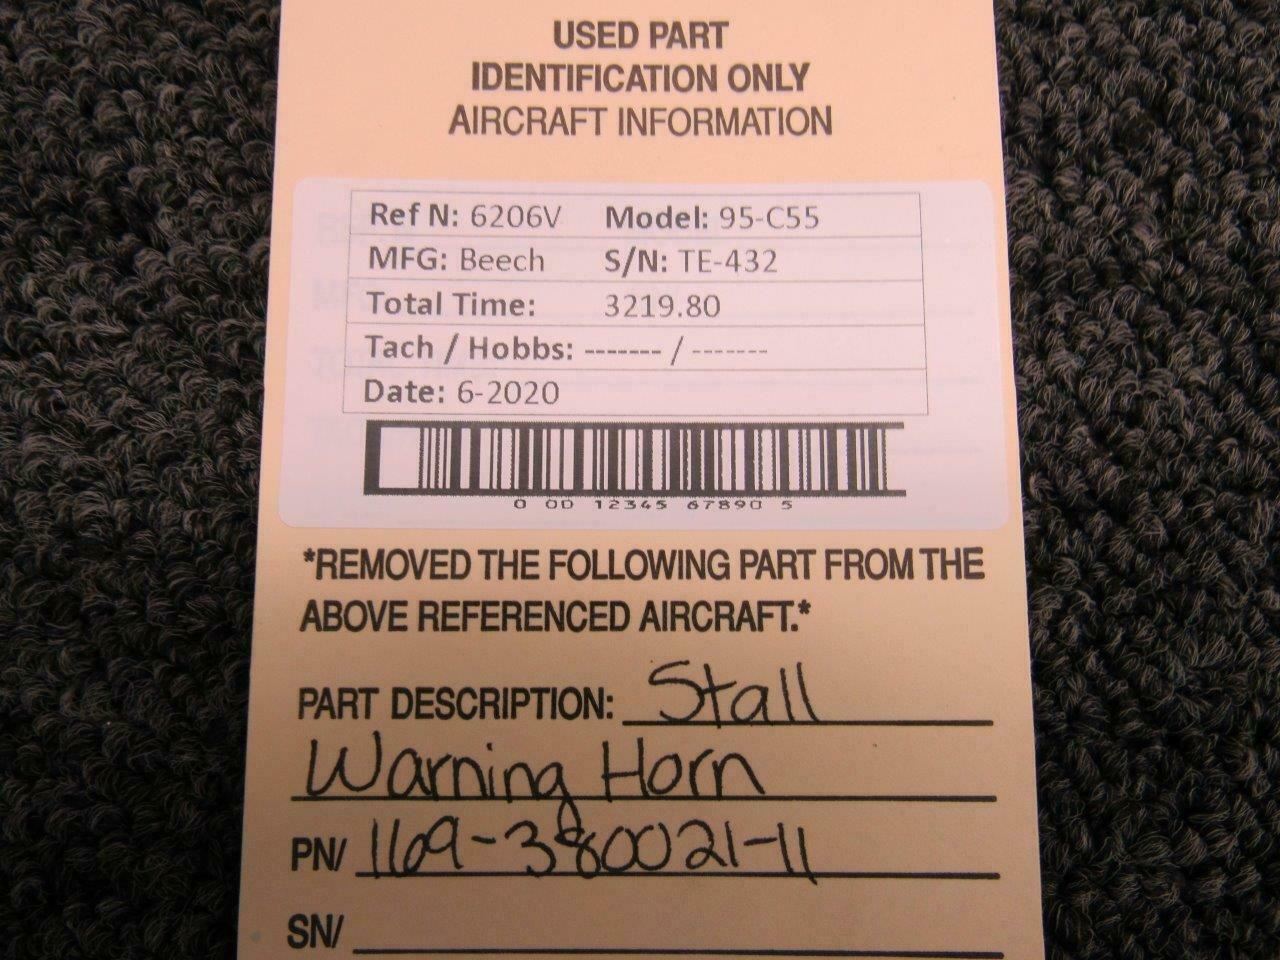 USED PART
IDENTIFICATION ONLY
AIRCRAFT INFORMATION
Ref N: 6206V Model: 95-C55
MFG: Beech S/N: TE-432
Total Time: 3219.80
Tach / Hobbs: ------- / -------
Date: 6-2020
0 00 12345 67890 5
*REMOVED THE FOLLOWING PART FROM THE
ABOVE REFERENCED AIRCRAFT.*
PART DESCRIPTION: Stall
Warning Horn
PN/ 169-380021-11
SN/